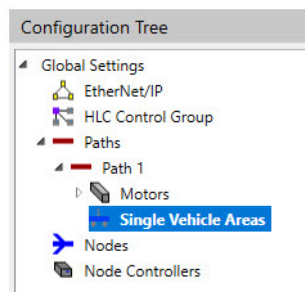 Configuration Tree
Global Settings
EtherNet/IP
HLC Control Group
Paths
Path 1
Motors
Single Vehicle Areas
Nodes
Node Controllers